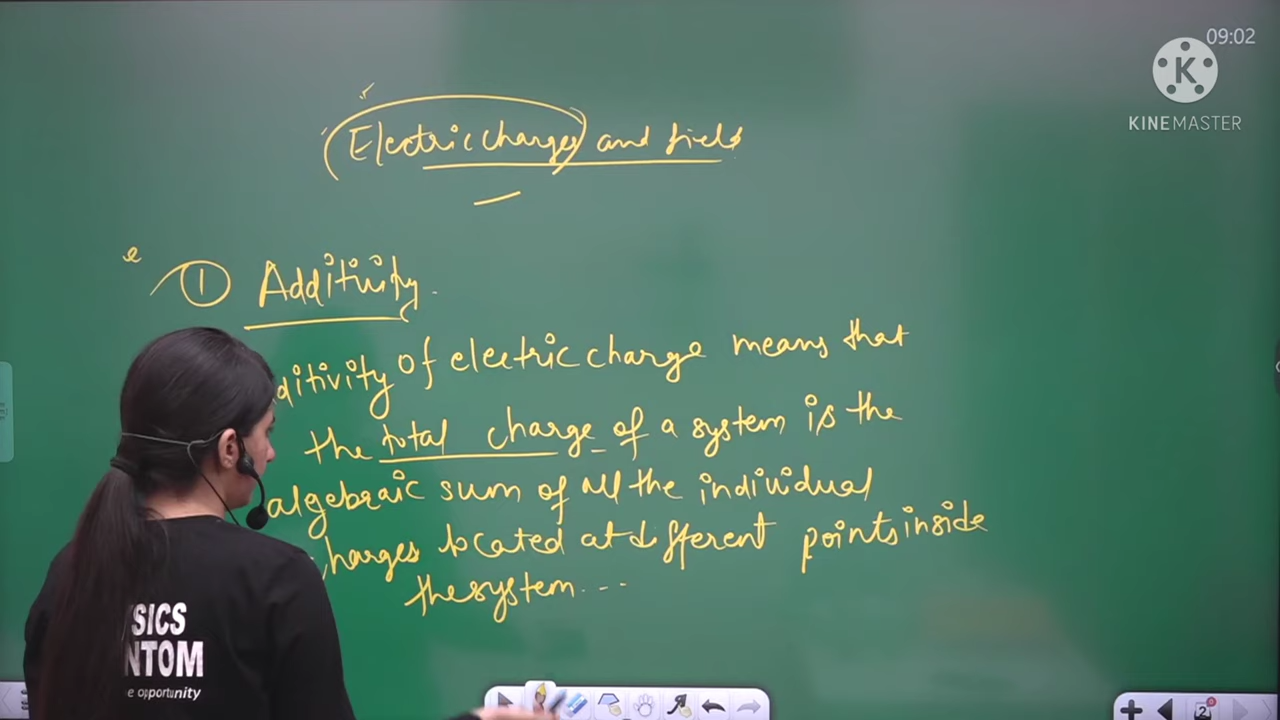 09:02
KINEMASTER
Electric charges and field
e
① Additivity.
ditivity of electric charge means that
the total charge of a system is the
algebraic sum of all the individual
harges located at different points inside
the system...
SICS
NTOM
e opportunity
2